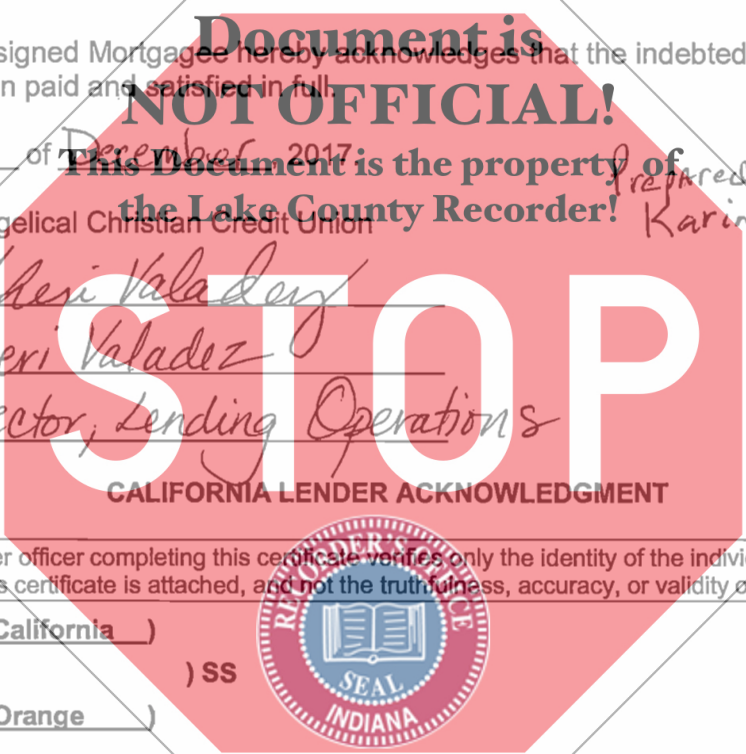 Document is
signed Mortgagee hereby acknowledges that the indebted
n paid and satisfied in full.
NOT OFFICIAL!
of December, 2017.
This Document is the property of
Prepared
the Lake County Recorder!
gelical Christian Credit Union
Karin
heri Valadez
STOP
eri Valadez
ector, Lending Operations
CALIFORNIA LENDER ACKNOWLEDGMENT
er officer completing this certificate verifies only the identity of the indivi
s certificate is attached, and not the truthfulness, accuracy, or validity o
RECORDER'S OFFICE
California )
) SS
SEAL
INDIANA
Orange )